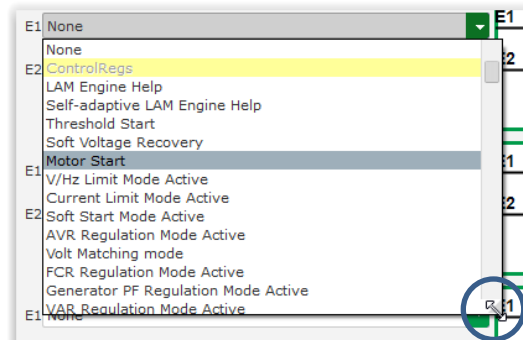 E1 None
E1
None
E2 ControlRegs
E2
LAM Engine Help
Self-adaptive LAM Engine Help
Threshold Start
Soft Voltage Recovery
E1 Motor Start
E1
V/Hz Limit Mode Active
Current Limit Mode Active
E2 Soft Start Mode Active
E2
AVR Regulation Mode Active
Volt Matching mode
FCR Regulation Mode Active
Generator PF Regulation Mode Active
VAR Regulation Mode Active
E1 None
E1